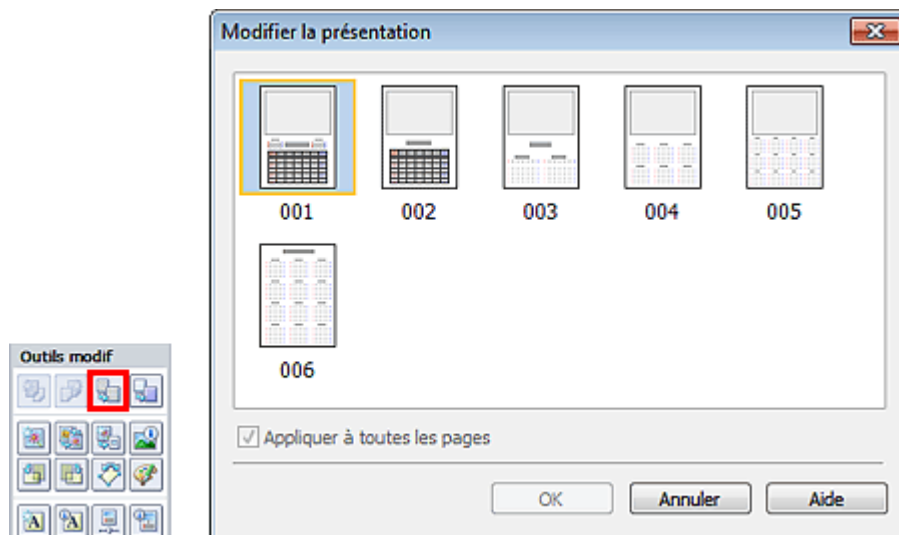 Modifier la présentation
001 002 003 004 005
006
Appliquer à toutes les pages
OK Annuler Aide
Outils modif